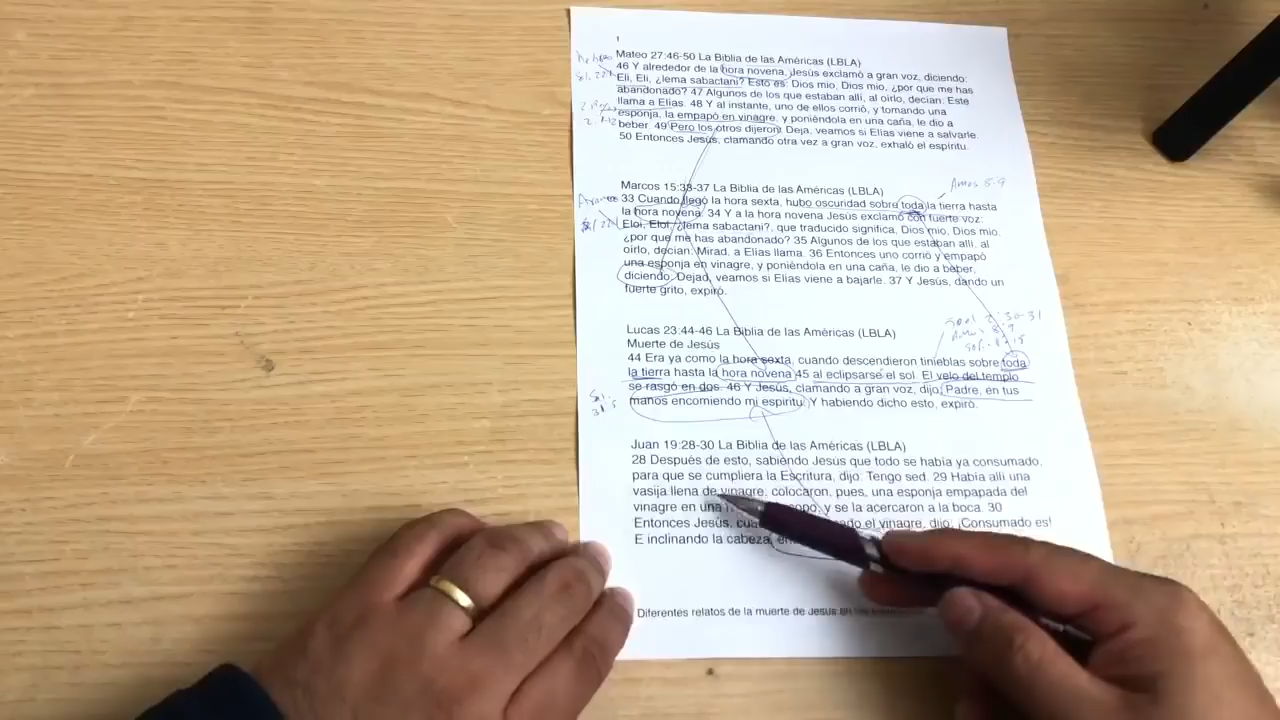 1
Mateo 27:46-50 La Biblia de las Américas (LBLA)
46 Y alrededor de la hora novena, Jesús exclamó a gran voz, diciendo:
Eli, Eli, ¿lema sabactani? Esto es: Dios mío, Dios mío, ¿por qué me has
abandonado? 47 Algunos de los que estaban allí, al oírlo, decían: Este
llama a Elías. 48 Y al instante, uno de ellos corrió, y tomando una
esponja, la empapó en vinagre, y poniéndola en una caña, le dio a
beber. 49 Pero los otros dijeron: Deja, veamos si Elías viene a salvarle.
50 Entonces Jesús, clamando otra vez a gran voz, exhaló el espíritu.
Marcos 15:33-37 La Biblia de las Américas (LBLA)
Amos 8:9
33 Cuando llegó la hora sexta, hubo oscuridad sobre toda la tierra hasta
la hora novena. 34 Y a la hora novena Jesús exclamó con fuerte voz:
Eloi, Eloi, ¿lema sabactani?, que traducido significa, Dios mío, Dios mío,
¿por qué me has abandonado? 35 Algunos de los que estaban allí, al
oírlo, decían: Mirad, a Elías llama. 36 Entonces uno corrió y empapó
una esponja en vinagre, y poniéndola en una caña, le dio a beber,
diciendo: Dejad, veamos si Elías viene a bajarle. 37 Y Jesús, dando un
fuerte grito, expiró.
Joel 2:30-31
Amos 8:9
Lucas 23:44-46 La Biblia de las Américas (LBLA)
Muerte de Jesús
44 Era ya como la hora sexta, cuando descendieron tinieblas sobre toda
la tierra hasta la hora novena 45 al eclipsarse el sol. El velo del templo
se rasgó en dos. 46 Y Jesús, clamando a gran voz, dijo: Padre, en tus
manos encomiendo mi espíritu. Y habiendo dicho esto, expiró.
Sal.
31:5
Juan 19:28-30 La Biblia de las Américas (LBLA)
28 Después de esto, sabiendo Jesús que todo se había ya consumado,
para que se cumpliera la Escritura, dijo: Tengo sed. 29 Había allí una
vasija llena de vinagre; colocaron, pues, una esponja empapada del
vinagre en una y se la acercaron a la boca. 30
Entonces Jesús, el vinagre, dijo: ¡Consumado es!
E inclinando la cabeza,
Diferentes relatos de la muerte de Jesús en los